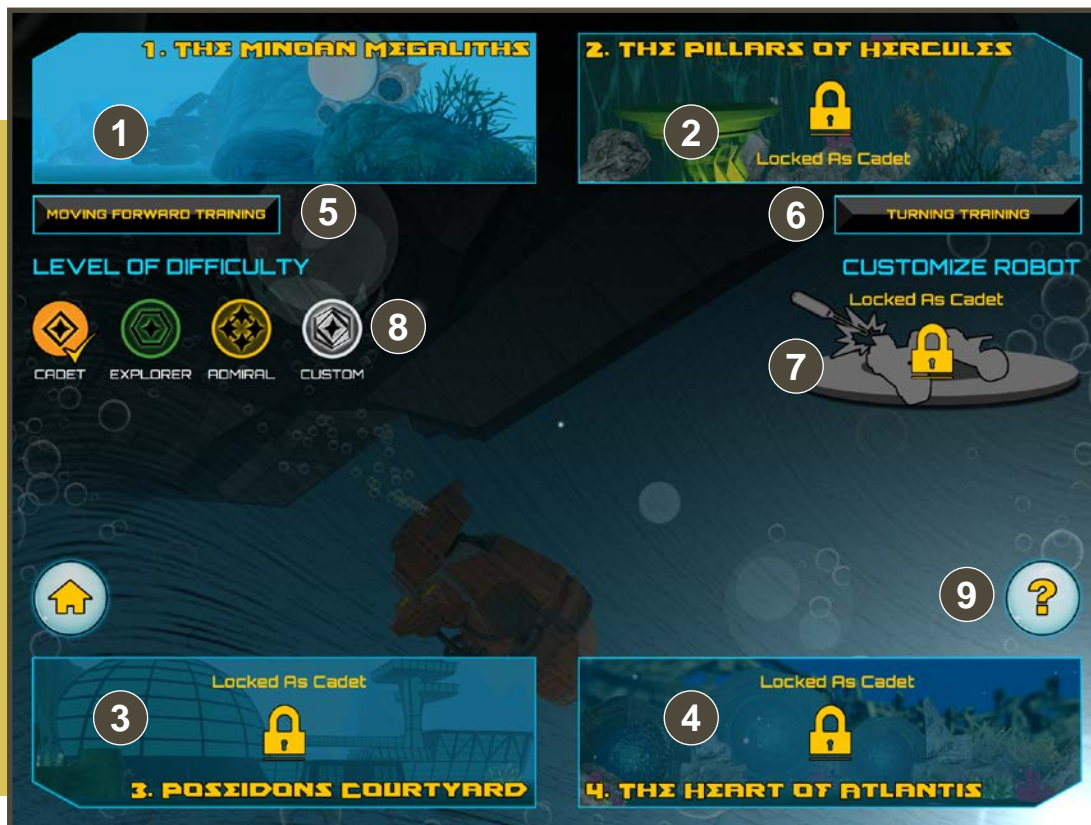 1. THE MINOAN MEGALITHS
1
2. THE PILLARS OF HERCULES
2
Locked As Cadet
MOVING FORWARD TRAINING
5
6
TURNING TRAINING
LEVEL OF DIFFICULTY
8
CADET EXPLORER ADMIRAL CUSTOM
CUSTOMIZE ROBOT
Locked As Cadet
7
9
?
Locked As Cadet
3
3. POSEIDONS COURTYARD
Locked As Cadet
4
4. THE HEART OF ATLANTIS